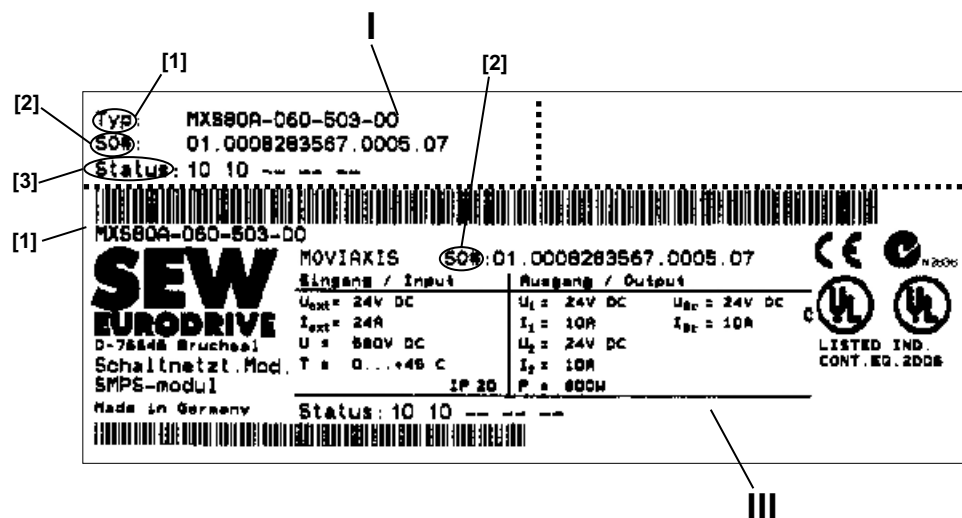 I
[1]
[2]
[2]
Typ: MXS80A-060-503-00
SO#: 01.0008283567.0005.07
[3]
Status: 10 10 -- -- --
[1]
[2]
MXS80A-060-503-00
SEW
EURODRIVE
D-76646 Bruchsal
Schaltnetzt.Mod.
SMPS-modul
Made in Germany
MOVIAXIS SO#:01.0008283567.0005.07
Eingang / Input
Uext= 24V DC
Iext= 24A
U =
T = 0...+45 C
IP 20
Ausgang / Output
U1 = 24V DC UBr = 24V DC
I1 = 10A IBr = 10A
U2 = 24V DC
I2 = 10A
P = 600W
Status: 10 10 -- -- --
CE
C UL UL
LISTED IND.
CONT.EQ.2D06
III